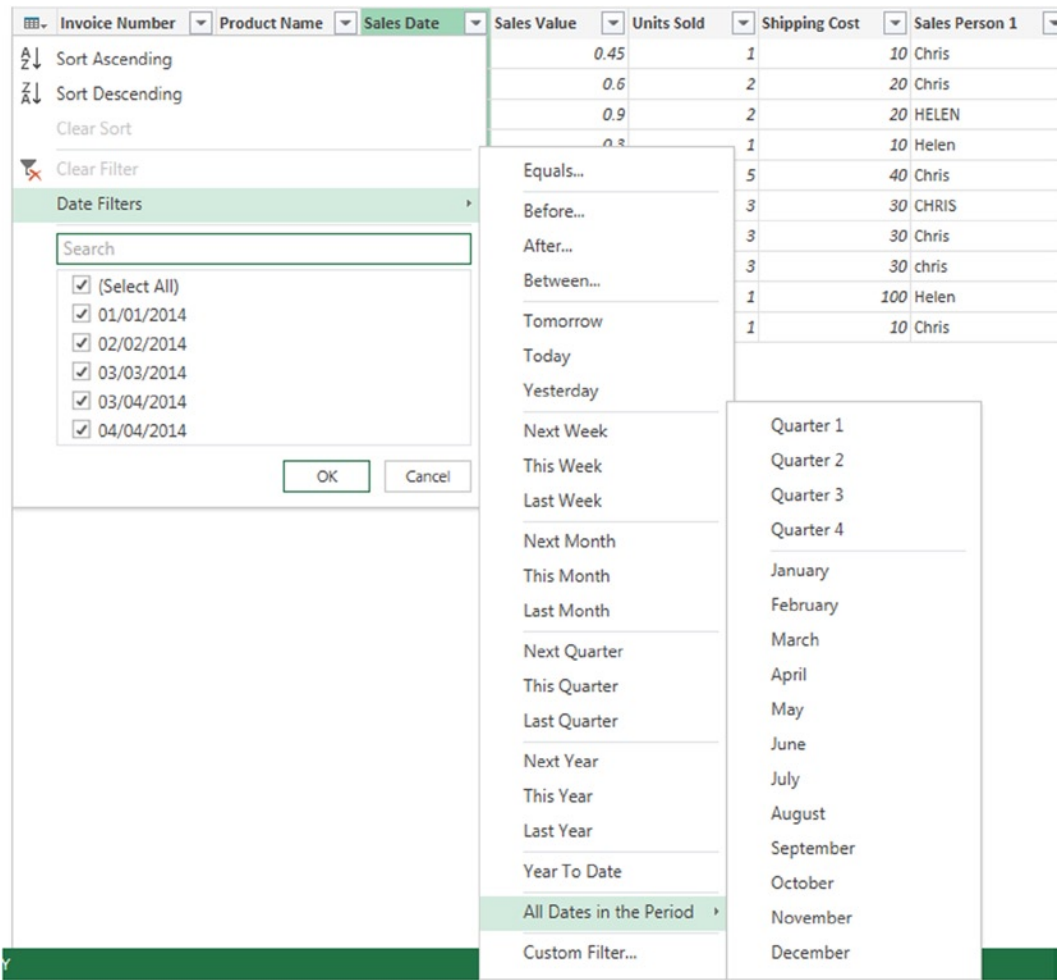 Invoice Number Product Name Sales Date Sales Value Units Sold Shipping Cost Sales Person 1
Sort Ascending
Sort Descending
Clear Sort
Clear Filter
Date Filters
Search
(Select All)
01/01/2014
02/02/2014
03/03/2014
03/04/2014
04/04/2014
OK Cancel
0.45 1 10 Chris
0.6 2 20 Chris
0.9 2 20 HELEN
0.3 1 10 Helen
5 40 Chris
3 30 CHRIS
3 30 Chris
3 30 chris
1 100 Helen
1 10 Chris
Equals...
Before...
After...
Between...
Tomorrow
Today
Yesterday
Next Week
This Week
Last Week
Next Month
This Month
Last Month
Next Quarter
This Quarter
Last Quarter
Next Year
This Year
Last Year
Year To Date
All Dates in the Period
Custom Filter...
Quarter 1
Quarter 2
Quarter 3
Quarter 4
January
February
March
April
May
June
July
August
September
October
November
December
Y